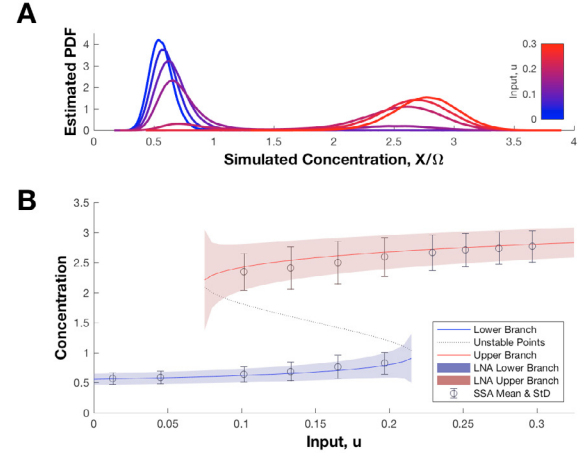 A
Estimated PDF
4
3
2
1
0
0 0.5 1 1.5 2 2.5 3 3.5 4
Simulated Concentration, X/Ω
Input, u
0.3
0.2
0.1
0
B
Concentration
3.5
3
2.5
2
1.5
1
0.5
0
0 0.05 0.1 0.15 0.2 0.25 0.3
Input, u
Lower Branch
Unstable Points
Upper Branch
LNA Lower Branch
LNA Upper Branch
SSA Mean & StD